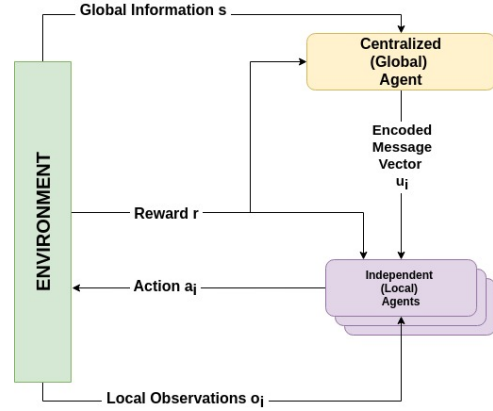 Global Information s
Centralized
(Global)
Agent
Encoded
Message
Vector
uᵢ
ENVIRONMENT
Reward r
Independent
(Local)
Agents
Action aᵢ
Local Observations oᵢ